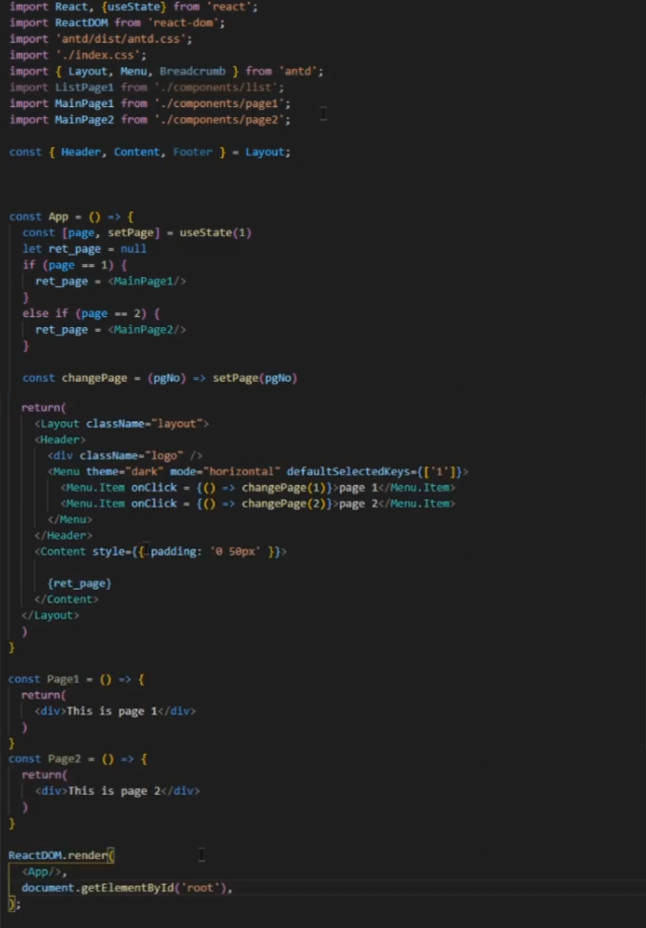 import React, {useState} from 'react';
import ReactDOM from 'react-dom';
import 'antd/dist/antd.css';
import './index.css';
import { Layout, Menu, Breadcrumb } from 'antd';
import ListPage1 from './components/list';
import MainPage1 from './components/page1';
import MainPage2 from './components/page2';
const { Header, Content, Footer } = Layout;
const App = () => {
const [page, setPage] = useState(1)
let ret_page = null
if (page == 1) {
ret_page = <MainPage1/>
}
else if (page == 2) {
ret_page = <MainPage2/>
}
const changePage = (pgNo) => setPage(pgNo)
return(
<Layout className="layout">
<Header>
<div className="logo" />
<Menu theme="dark" mode="horizontal" defaultSelectedKeys={['1']}>
<Menu.Item onClick = {() => changePage(1)}>page 1</Menu.Item>
<Menu.Item onClick = {() => changePage(2)}>page 2</Menu.Item>
</Menu>
</Header>
<Content style={{ padding: '0 50px' }}>
{ret_page}
</Content>
</Layout>
)
}
const Page1 = () => {
return(
<div>This is page 1</div>
)
}
const Page2 = () => {
return(
<div>This is page 2</div>
)
}
ReactDOM.render(
<App/>,
document.getElementById('root'),
);